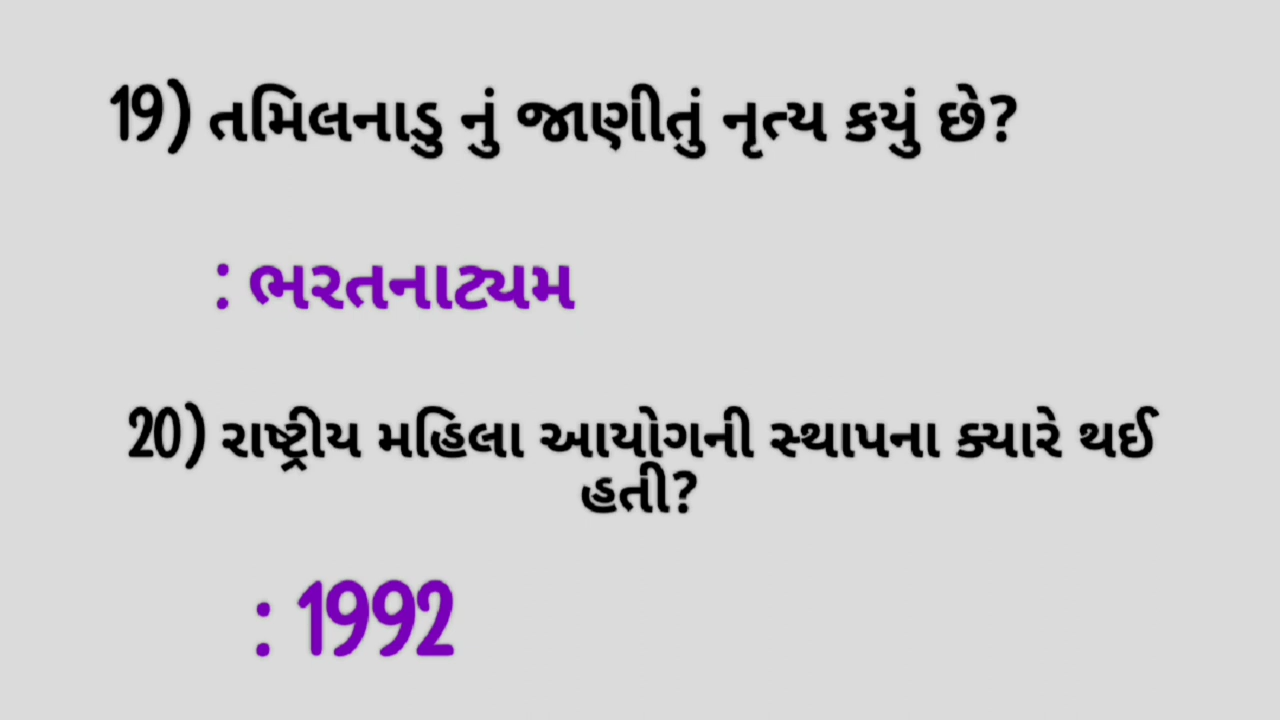 19) તમિલનાડુ નું જાણીતું નૃત્ય કયું છે?
: ભરતનાટ્યમ
20) રાષ્ટ્રીય મહિલા આયોગની સ્થાપના ક્યારે થઈ
હતી?
: 1992